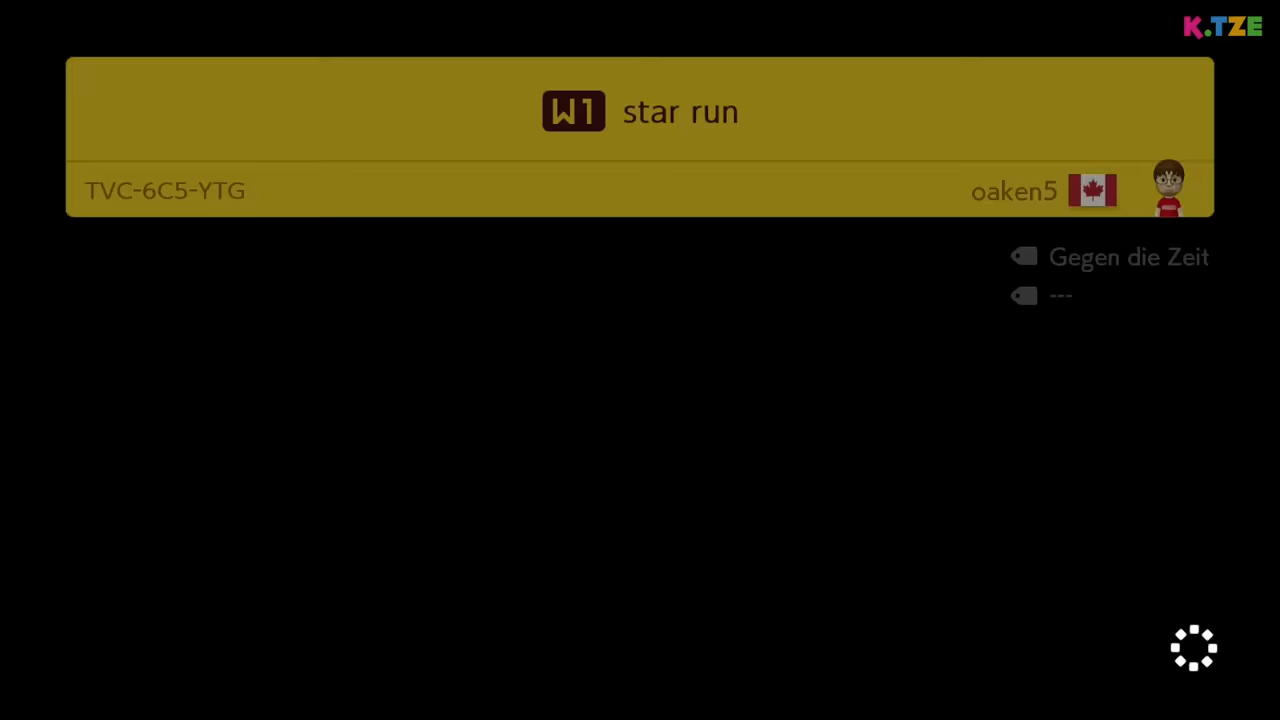 K.TZE
W1 star run
TVC-6C5-YTG
oaken5
Gegen die Zeit
---